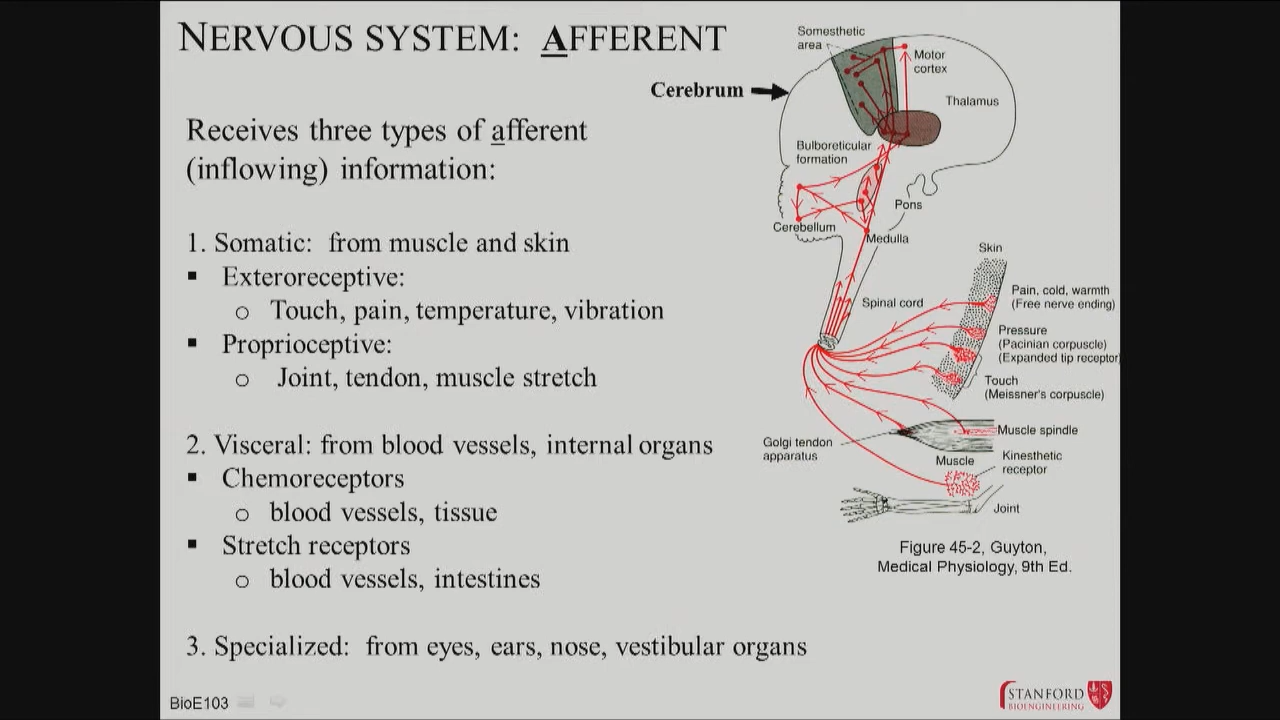 NERVOUS SYSTEM: AFFERENT
Receives three types of afferent
(inflowing) information:
1. Somatic: from muscle and skin
▪ Exteroreceptive:
o Touch, pain, temperature, vibration
▪ Proprioceptive:
o Joint, tendon, muscle stretch
2. Visceral: from blood vessels, internal organs
▪ Chemoreceptors
o blood vessels, tissue
▪ Stretch receptors
o blood vessels, intestines
3. Specialized: from eyes, ears, nose, vestibular organs
Cerebrum
Somesthetic
area
Motor
cortex
Thalamus
Bulboreticular
formation
Pons
Cerebellum
Medulla
Skin
Spinal cord
Pain, cold, warmth
(Free nerve ending)
Pressure
(Pacinian corpuscle)
(Expanded tip receptor
Touch
(Meissner's corpuscle)
Golgi tendon
apparatus
Muscle spindle
Muscle
Kinesthetic
receptor
Joint
Figure 45-2, Guyton,
Medical Physiology, 9th Ed.
BioE103
STANFORD
BIOENGINEERING